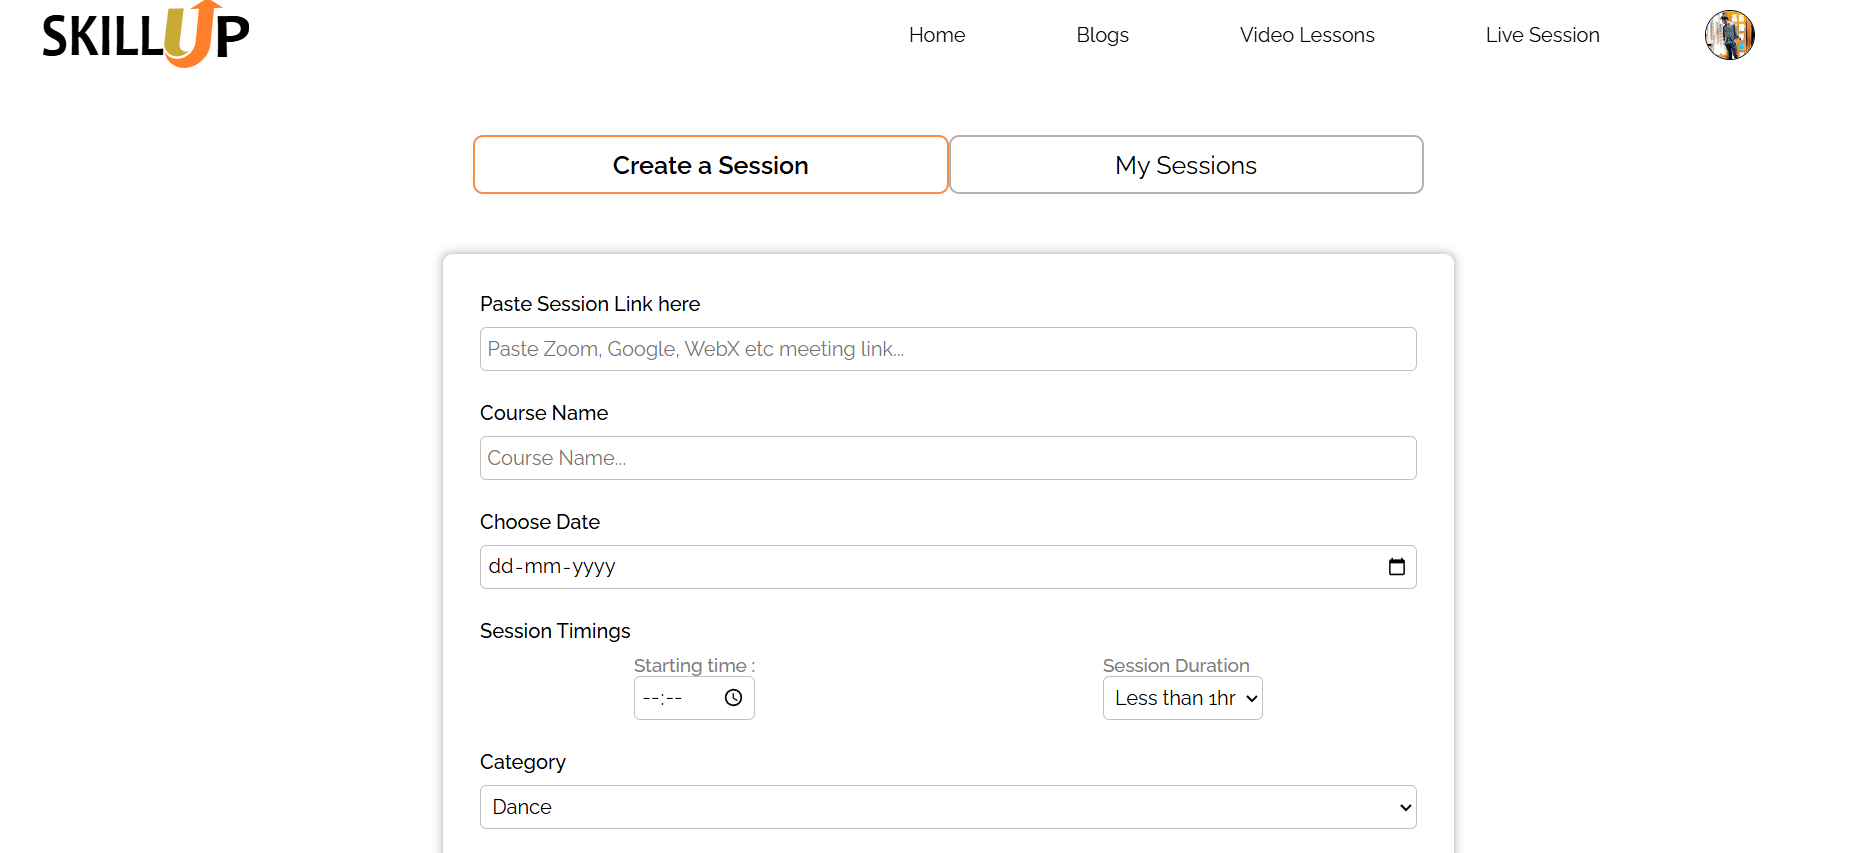 SKILLUP
Home Blogs Video Lessons Live Session
Create a Session My Sessions
Paste Session Link here
Paste Zoom, Google, WebX etc meeting link...
Course Name
Course Name...
Choose Date
dd-mm-yyyy
Session Timings
Starting time : Session Duration
--:-- Less than 1hr
Category
Dance